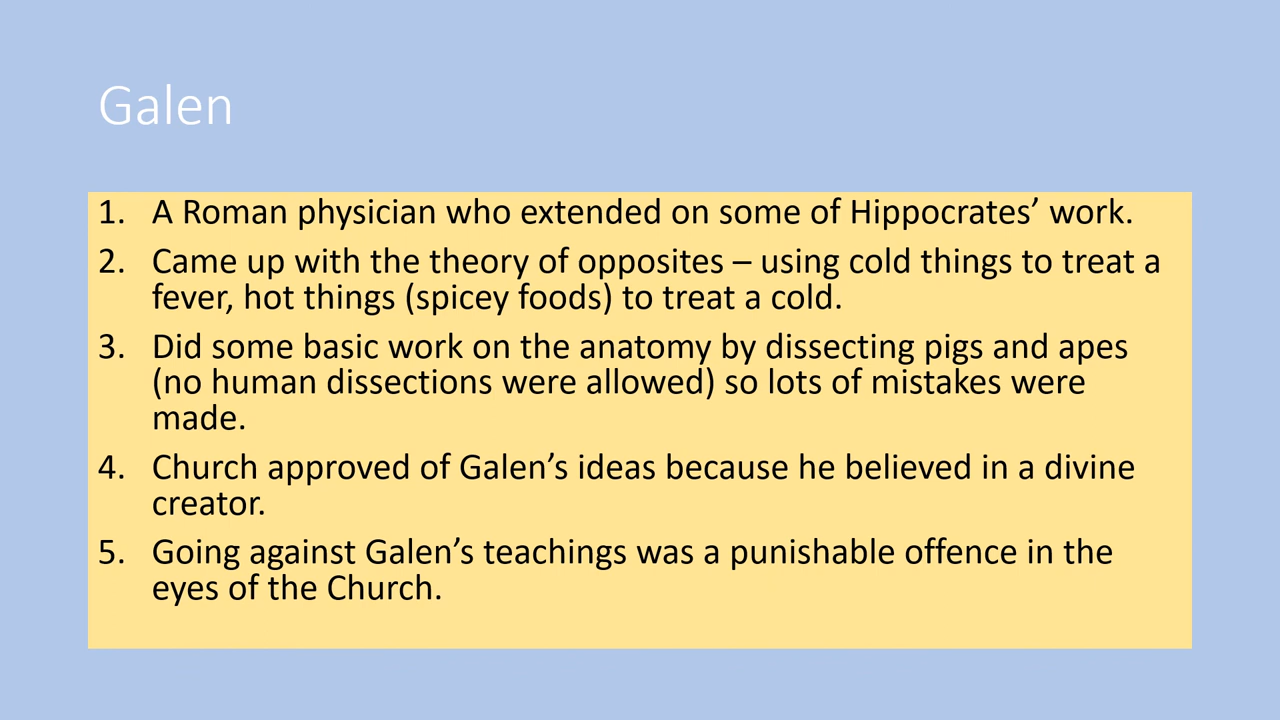 Galen
1. A Roman physician who extended on some of Hippocrates’ work.
2. Came up with the theory of opposites – using cold things to treat a
fever, hot things (spicey foods) to treat a cold.
3. Did some basic work on the anatomy by dissecting pigs and apes
(no human dissections were allowed) so lots of mistakes were
made.
4. Church approved of Galen’s ideas because he believed in a divine
creator.
5. Going against Galen’s teachings was a punishable offence in the
eyes of the Church.